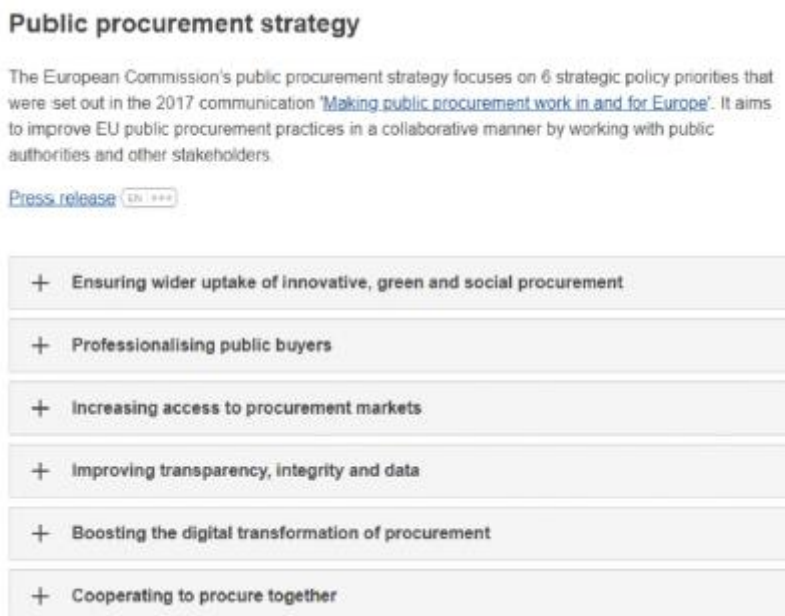 Public procurement strategy
The European Commission's public procurement strategy focuses on 6 strategic policy priorities that
were set out in the 2017 communication 'Making public procurement work in and for Europe'. It aims
to improve EU public procurement practices in a collaborative manner by working with public
authorities and other stakeholders.
Press release EN •••
+ Ensuring wider uptake of innovative, green and social procurement
+ Professionalising public buyers
+ Increasing access to procurement markets
+ Improving transparency, integrity and data
+ Boosting the digital transformation of procurement
+ Cooperating to procure together